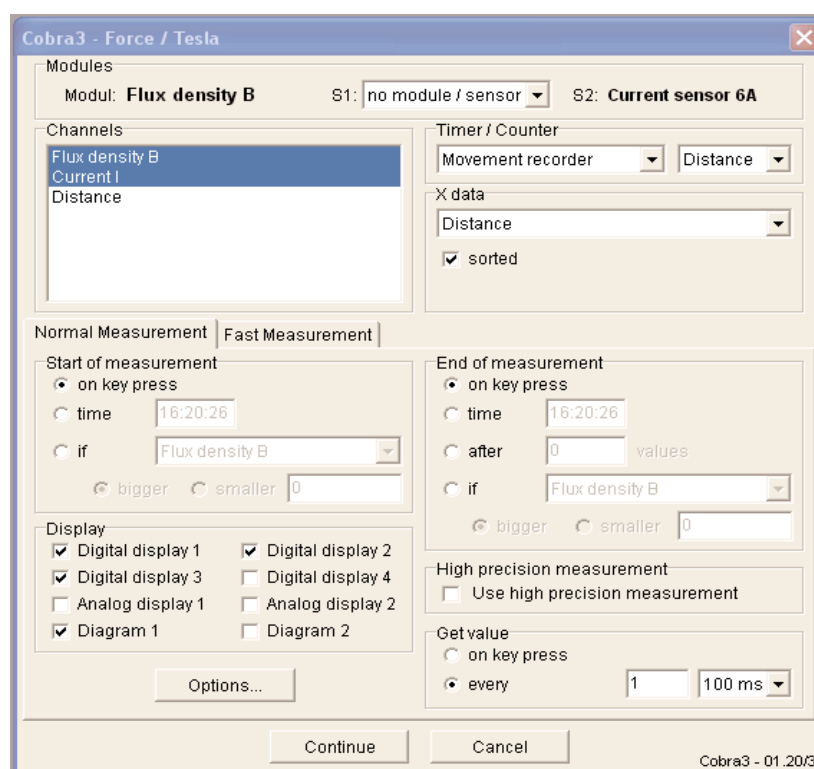 Cobra3 - Force / Tesla
Modules
Modul: Flux density B S1: no module / sensor S2: Current sensor 6A
Channels
Flux density B
Current I
Distance
Timer / Counter
Movement recorder Distance
X data
Distance
sorted
Normal Measurement Fast Measurement
Start of measurement
on key press
time 16:20:26
if Flux density B
bigger smaller 0
End of measurement
on key press
time 16:20:26
after 0 values
if Flux density B
bigger smaller 0
Display
Digital display 1 Digital display 2
Digital display 3 Digital display 4
Analog display 1 Analog display 2
Diagram 1 Diagram 2
High precision measurement
Use high precision measurement
Get value
on key press
every 1 100 ms
Options...
Continue Cancel
Cobra3 - 01.20/3